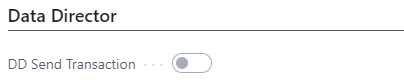 Data Director
DD Send Transaction